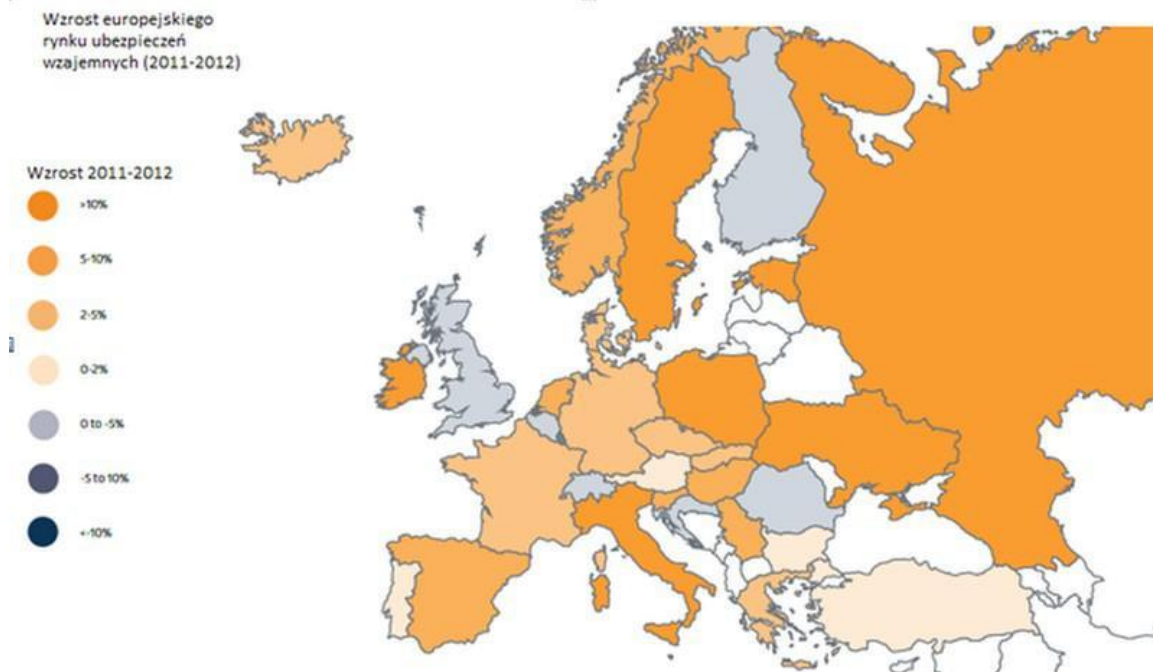 Wzrost europejskiego
rynku ubezpieczeń
wzajemnych (2011-2012)
Wzrost 2011-2012
>10%
5-10%
2-5%
0-2%
0 to -5%
-5 to 10%
<-10%